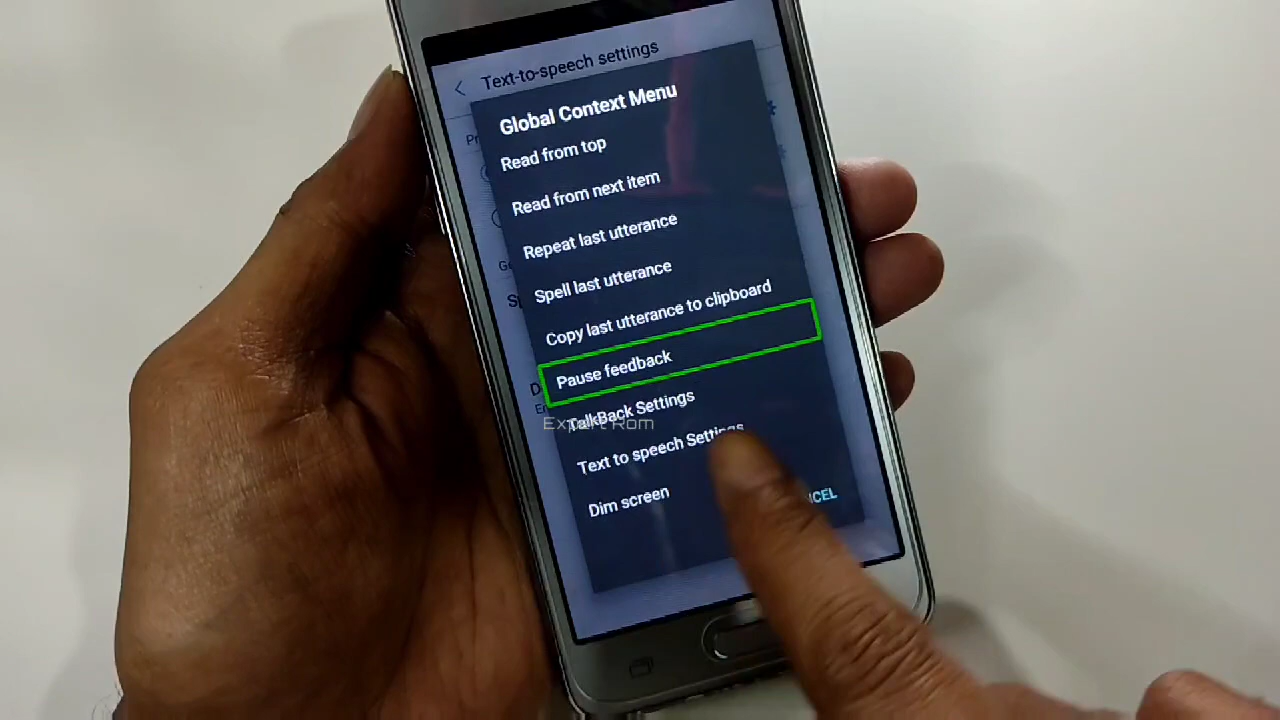 Text-to-speech settings
Global Context Menu
Read from top
Read from next item
Repeat last utterance
Spell last utterance
Copy last utterance to clipboard
Pause feedback
TalkBack Settings
Expert Rom
Text to speech Settings
Dim screen